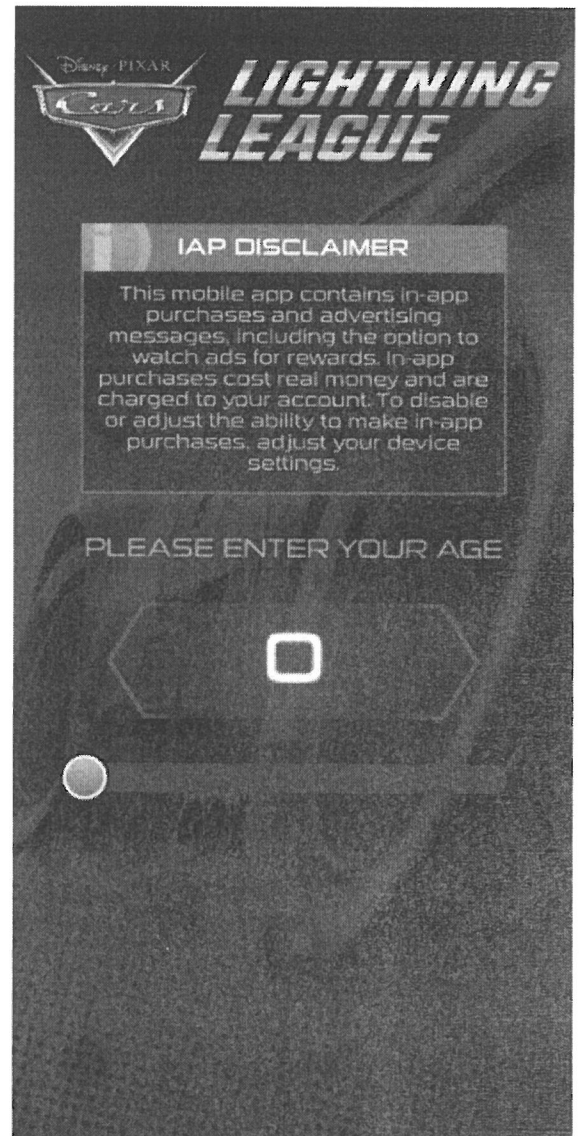 DISNEY · PIXAR
Cars
LIGHTNING
LEAGUE
IAP DISCLAIMER
This mobile app contains in-app
purchases and advertising
messages, including the option to
watch ads for rewards. In-app
purchases cost real money and are
charged to your account. To disable
or adjust the ability to make in-app
purchases, adjust your device
settings.
PLEASE ENTER YOUR AGE
0